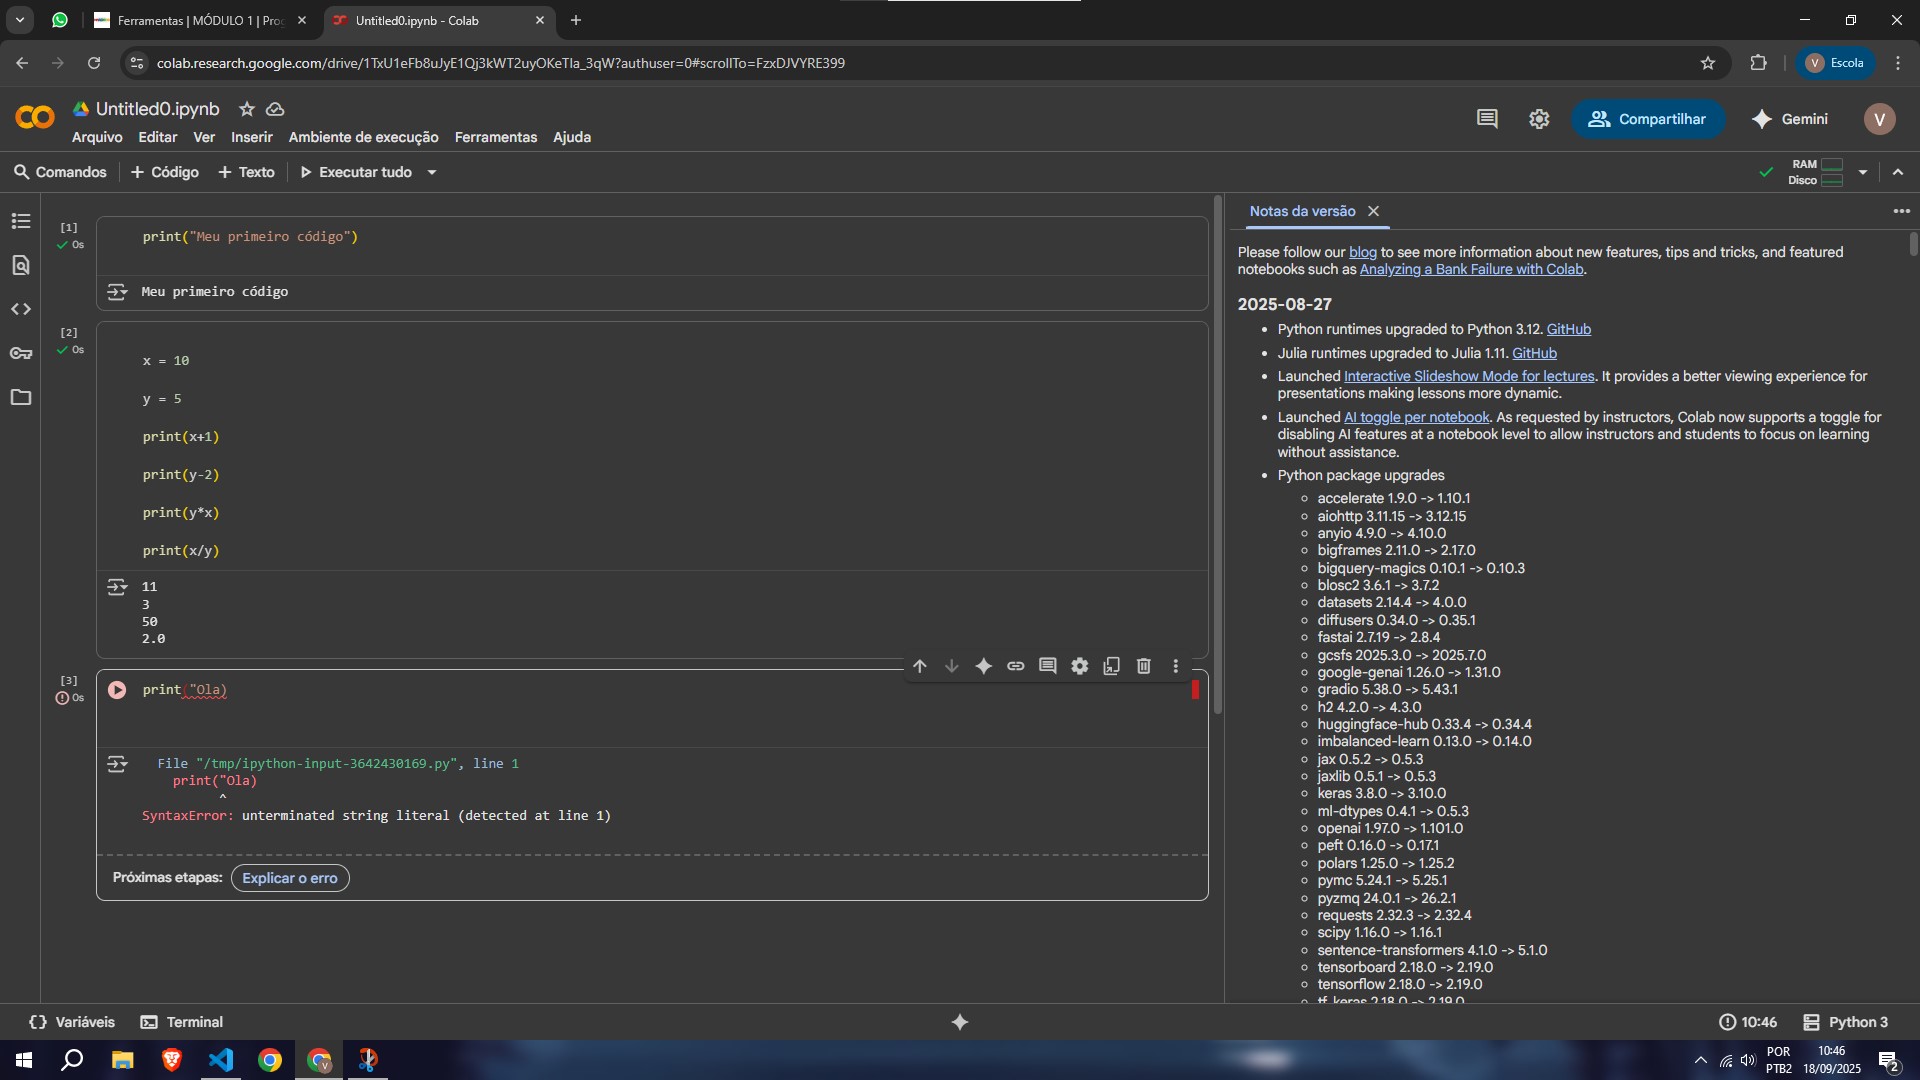 Ferramentas | MÓDULO 1 | Prog
Untitled0.ipynb - Colab
colab.research.google.com/drive/1TxU1eFb8uJyE1Qj3kWT2uyOKeTla_3qW?authuser=0#scrollTo=FzxDJVYRE399
V Escola
Untitled0.ipynb
Arquivo Editar Ver Inserir Ambiente de execução Ferramentas Ajuda
Compartilhar
Gemini
V
Comandos + Código + Texto Executar tudo
RAM
Disco
[1]
0s
print("Meu primeiro código")
Meu primeiro código
[2]
0s
x = 10
y = 5
print(x+1)
print(y-2)
print(y*x)
print(x/y)
11
3
50
2.0
[3]
0s
print("Ola)
File "/tmp/ipython-input-3642430169.py", line 1
print("Ola)
^
SyntaxError: unterminated string literal (detected at line 1)
Próximas etapas: Explicar o erro
Notas da versão
Please follow our blog to see more information about new features, tips and tricks, and featured
notebooks such as Analyzing a Bank Failure with Colab.
2025-08-27
Python runtimes upgraded to Python 3.12. GitHub
Julia runtimes upgraded to Julia 1.11. GitHub
Launched Interactive Slideshow Mode for lectures. It provides a better viewing experience for
presentations making lessons more dynamic.
Launched AI toggle per notebook. As requested by instructors, Colab now supports a toggle for
disabling AI features at a notebook level to allow instructors and students to focus on learning
without assistance.
Python package upgrades
accelerate 1.9.0 -> 1.10.1
aiohttp 3.11.15 -> 3.12.15
anyio 4.9.0 -> 4.10.0
bigframes 2.11.0 -> 2.17.0
bigquery-magics 0.10.1 -> 0.10.3
blosc2 3.6.1 -> 3.7.2
datasets 2.14.4 -> 4.0.0
diffusers 0.34.0 -> 0.35.1
fastai 2.7.19 -> 2.8.4
gcsfs 2025.3.0 -> 2025.7.0
google-genai 1.26.0 -> 1.31.0
gradio 5.38.0 -> 5.43.1
h2 4.2.0 -> 4.3.0
huggingface-hub 0.33.4 -> 0.34.4
imbalanced-learn 0.13.0 -> 0.14.0
jax 0.5.2 -> 0.5.3
jaxlib 0.5.1 -> 0.5.3
keras 3.8.0 -> 3.10.0
ml-dtypes 0.4.1 -> 0.5.3
openai 1.97.0 -> 1.101.0
peft 0.16.0 -> 0.17.1
polars 1.25.0 -> 1.25.2
pymc 5.24.1 -> 5.25.1
pyzmq 24.0.1 -> 26.2.1
requests 2.32.3 -> 2.32.4
scipy 1.16.0 -> 1.16.1
sentence-transformers 4.1.0 -> 5.1.0
tensorboard 2.18.0 -> 2.19.0
tensorflow 2.18.0 -> 2.19.0
tf_keras 2.18.0 -> 2.19.0
Variáveis Terminal
10:46 Python 3
POR
PTB2
10:46
18/09/2025
2